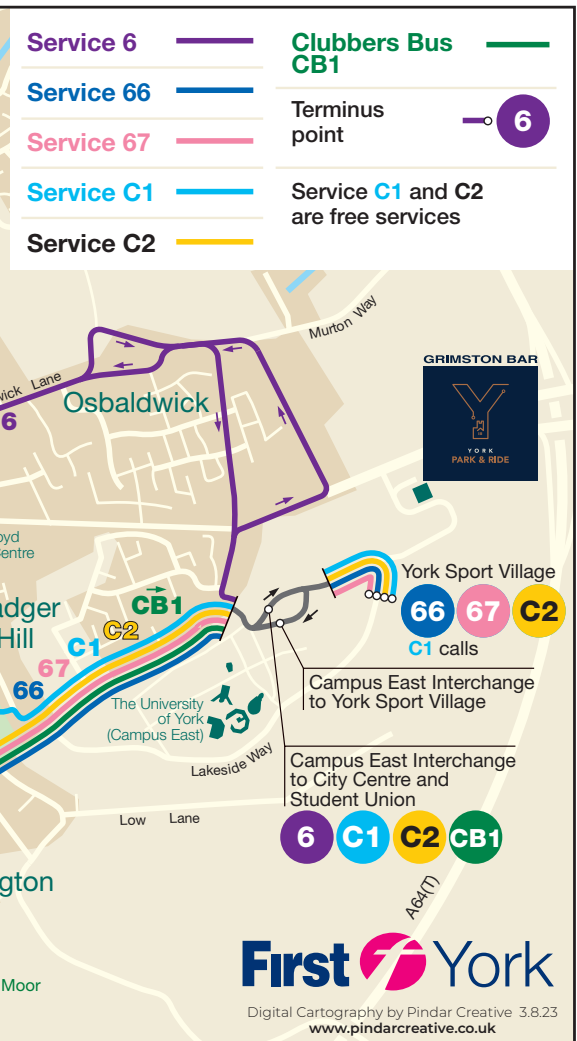 Service 6
Service 66
Service 67
Service C1
Service C2
Clubbers Bus
CB1
Terminus
point
6
Service C1 and C2
are free services
Murton Way
Lane
6
Osbaldwick
GRIMSTON BAR
Y
YORK
PARK & RIDE
Centre
Hill
CB1
C2
C1
67
66
York Sport Village
66
67
C2
C1 calls
Campus East Interchange
to York Sport Village
The University
of York
(Campus East)
Lakeside Way
Campus East Interchange
to City Centre and
Student Union
6
C1
C2
CB1
Low Lane
A64(T)
Moor
First York
Digital Cartography by Pindar Creative 3.8.23
www.pindarcreative.co.uk